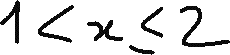 1 < x ≤ 2